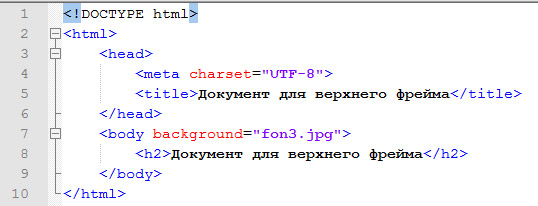 1 <!DOCTYPE html>
2 <html>
3 <head>
4 <meta charset="UTF-8">
5 <title>Документ для верхнего фрейма</title>
6 </head>
7 <body background="fon3.jpg">
8 <h2>Документ для верхнего фрейма</h2>
9 </body>
10 </html>